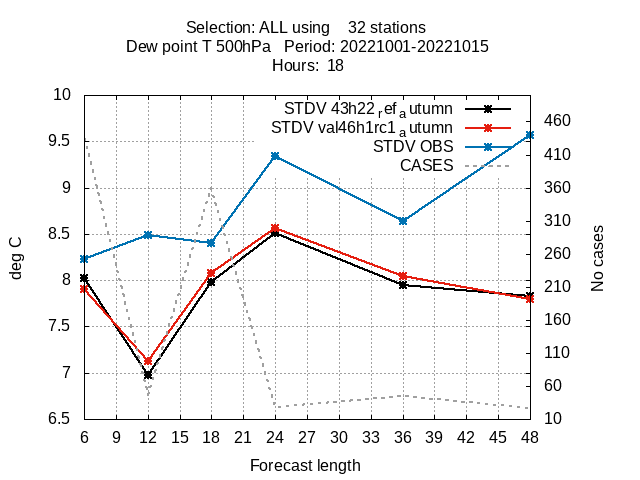 Selection: ALL using 32 stations
Dew point T 500hPa Period: 20221001-20221015
Hours: 18
STDV 43h22ᵣefₐutumn
STDV val46h1rc1ₐutumn
STDV OBS
CASES
deg C
10
9.5
9
8.5
8
7.5
7
6.5
460
410
360
310
260
210
160
110
60
10
No cases
6 9 12 15 18 21 24 27 30 33 36 39 42 45 48
Forecast length